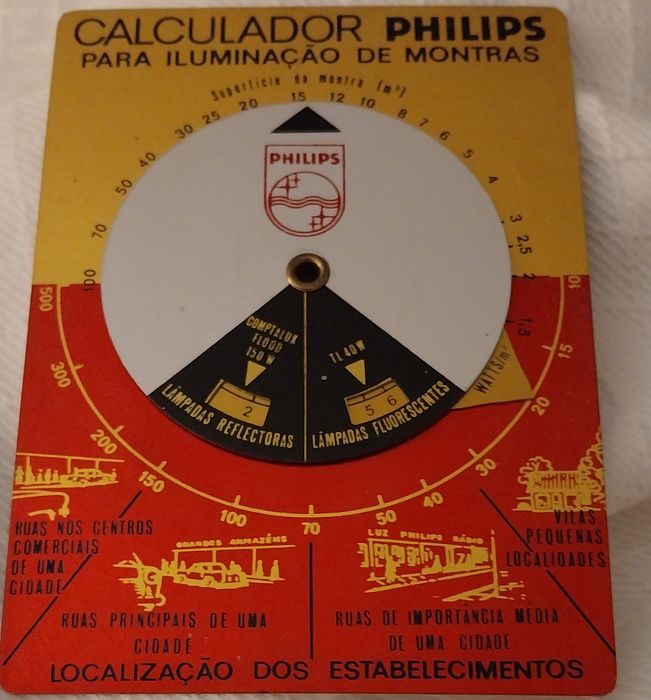 CALCULADOR PHILIPS
PARA ILUMINAÇÃO DE MONTRAS
Superfície da montra (m²)
100 70 50 40 30 25 20 15 12 10 8 7 6 5 4 3 2,5 2 1,5
PHILIPS
COMPTALUX
FLOOD
150 W
2
LÂMPADAS REFLECTORAS
TL 40 W
5 6
LÂMPADAS FLUORESCENTES
WATTS/m²
500 300 200 150 100 70 50 40 30 20 15 10
RUAS NOS CENTROS
COMERCIAIS
DE UMA
CIDADE
GRANDES ARMAZÉNS
RUAS PRINCIPAIS DE UMA
CIDADE
LUZ PHILIPS RÁDIO
RUAS DE IMPORTÂNCIA MEDIA
DE UMA CIDADE
VILAS.
PEQUENAS
LOCALIDADES
LOCALIZAÇÃO DOS ESTABELECIMENTOS